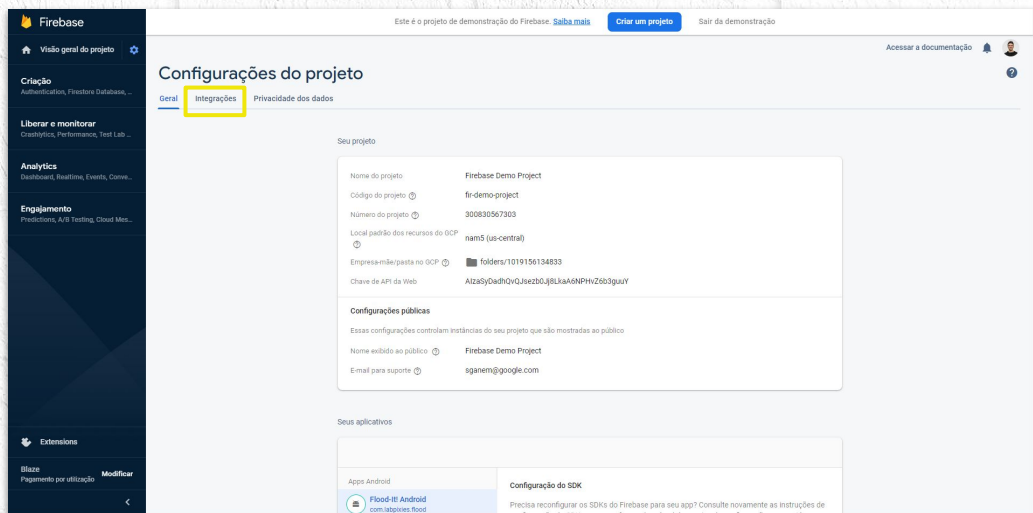 Firebase
Este é o projeto de demonstração do Firebase. Saiba mais
Criar um projeto
Sair da demonstração
Visão geral do projeto
Acessar a documentação
Configurações do projeto
Geral
Integrações
Privacidade dos dados
Criação
Authentication, Firestore Database, ...
Liberar e monitorar
Crashlytics, Performance, Test Lab ...
Analytics
Dashboard, Realtime, Events, Conve...
Engajamento
Predictions, A/B Testing, Cloud Mes...
Extensions
Blaze
Pagamento por utilização
Modificar
Seu projeto
Nome do projeto Firebase Demo Project
Código do projeto fir-demo-project
Número do projeto 300830567303
Local padrão dos recursos do GCP nam5 (us-central)
Empresa-mãe/pasta no GCP folders/1019156134833
Chave de API da Web AIzaSyDadhQvQJsezb0Jj8LkaA6NPHvZ6b3guuY
Configurações públicas
Essas configurações controlam instâncias do seu projeto que são mostradas ao público
Nome exibido ao público Firebase Demo Project
E-mail para suporte sganem@google.com
Seus aplicativos
Apps Android
Flood-It! Android
com.labpixies.flood
Configuração do SDK
Precisa reconfigurar os SDKs do Firebase para seu app? Consulte novamente as instruções de